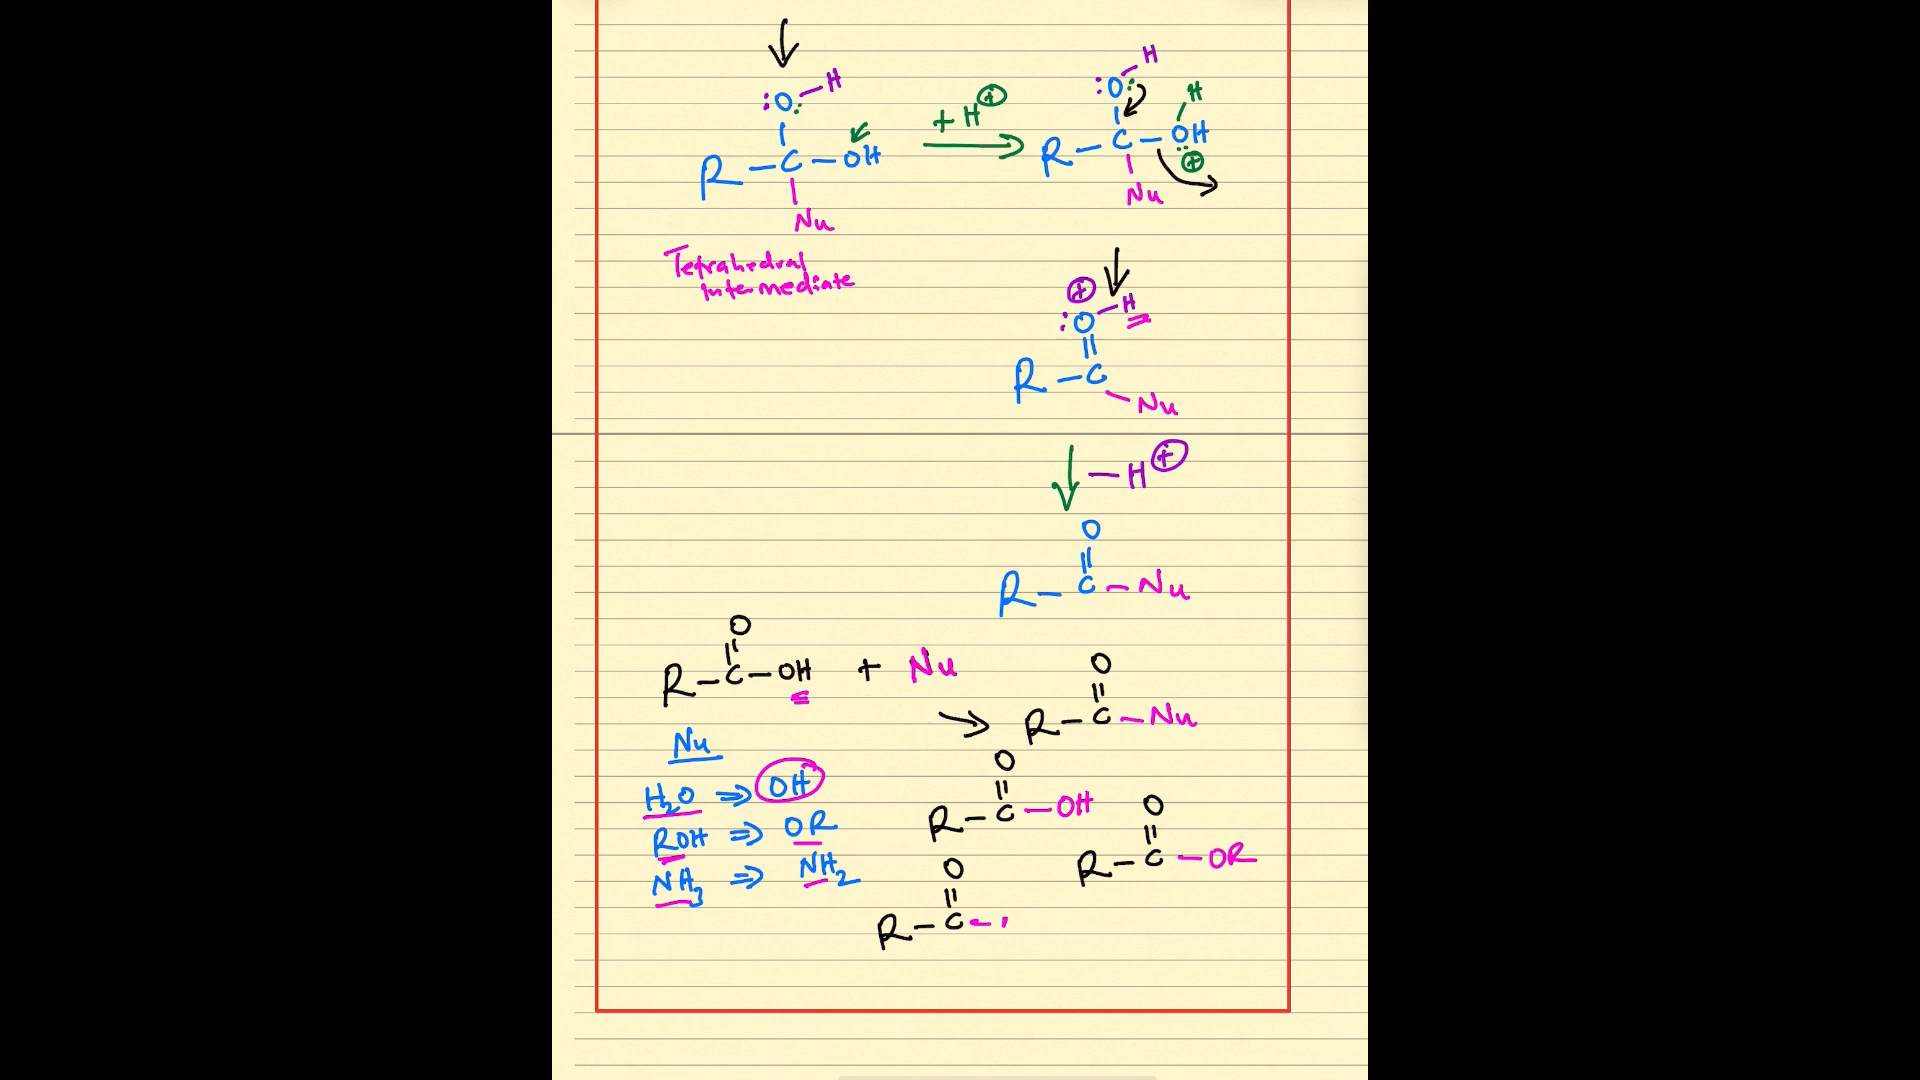 H H
:O: + H ⊕ :O: H
R - C - OH R - C - OH
⊕
Nu Nu
Tetrahedral
Intermediate
⊕
:O - H
R - C
Nu
- H ⊕
O
R - C - Nu
O
R - C - OH + Nu
O
R - C - Nu
Nu
O
H2O ⇒ OH
R - C - OH
O
ROH ⇒ OR
R - C - OR
NH3 ⇒ NH2
O
R - C -